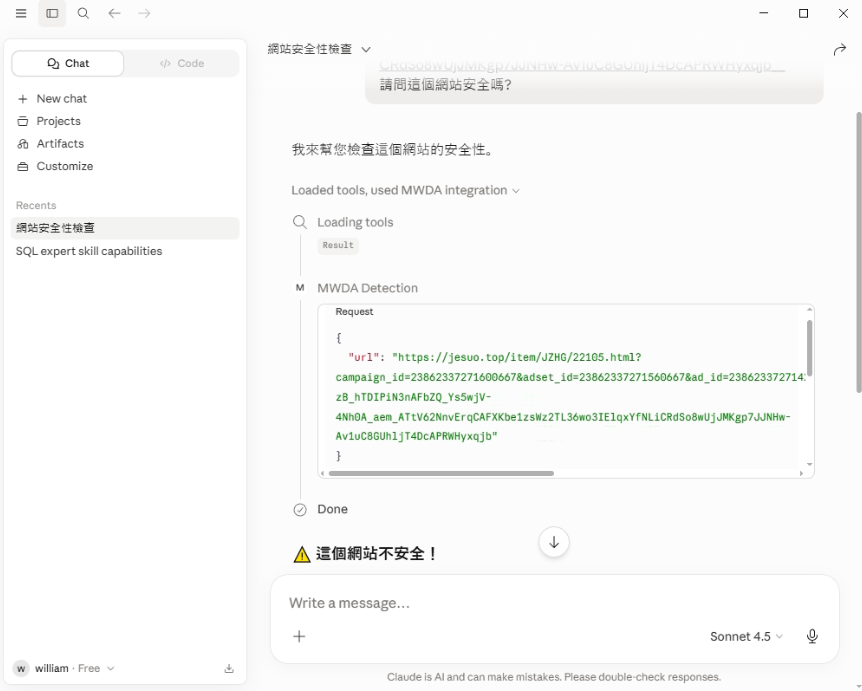 Chat
Code
New chat
Projects
Artifacts
Customize
Recents
網站安全性檢查
SQL expert skill capabilities
W william · Free
網站安全性檢查
請問這個網站安全嗎?
我來幫您檢查這個網站的安全性。
Loaded tools, used MWDA integration
Loading tools
Result
M MWDA Detection
Request
{
"url": "https://jesuo.top/item/JZHG/22105.html?
campaign_id=23862337271600667&adset_id=23862337271560667&ad_id=238623372714
zB_hTDIPiN3nAFbZQ_Ys5wjV-
4Nh0A_aem_ATtV62NnvErqCAFXKbe1zsWz2TL36wo3IElqxYfNLiCRdSo8wUjJMKgp7JJNHw-
Av1uC8GUhljT4DcAPRWHyxqjb"
}
Done
⚠️ 這個網站不安全!
Write a message...
Sonnet 4.5
Claude is AI and can make mistakes. Please double-check responses.